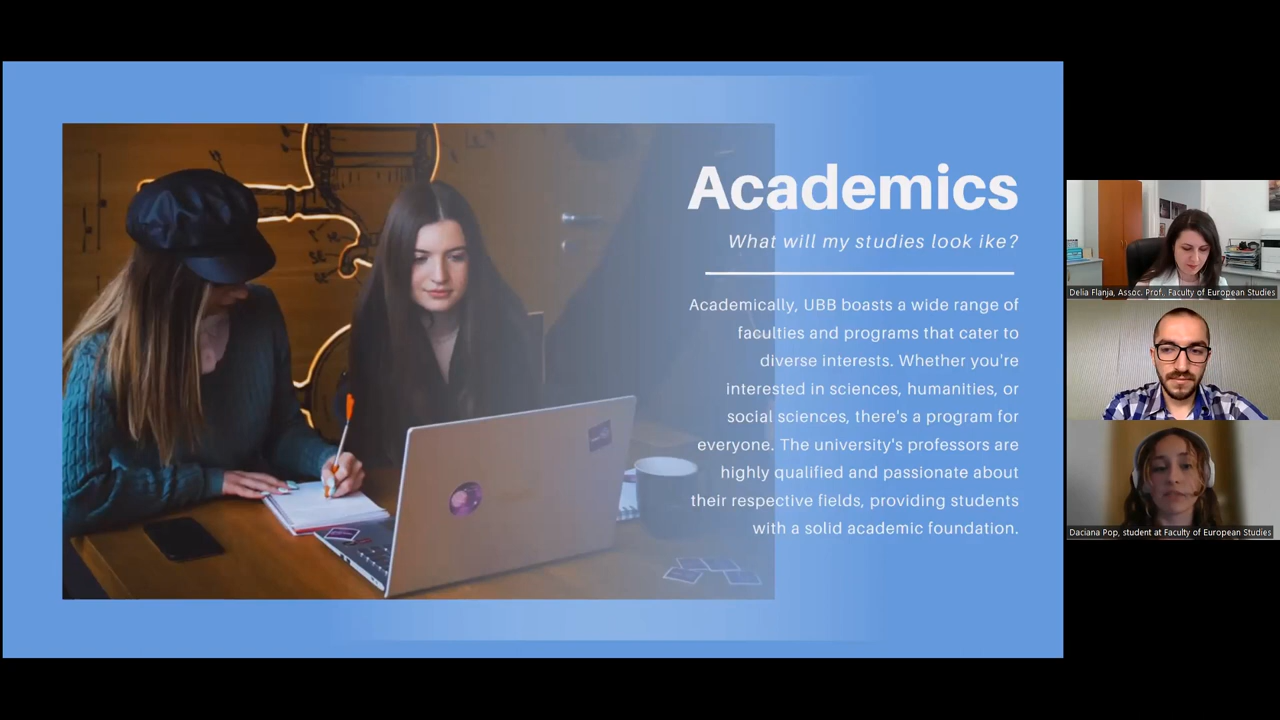 Academics
What will my studies look ike?
Academically, UBB boasts a wide range of
faculties and programs that cater to
diverse interests. Whether you're
interested in sciences, humanities, or
social sciences, there's a program for
everyone. The university's professors are
highly qualified and passionate about
their respective fields, providing students
with a solid academic foundation.
Delia Flanja, Assoc. Prof., Faculty of European Studies
Daciana Pop, student at Faculty of European Studies